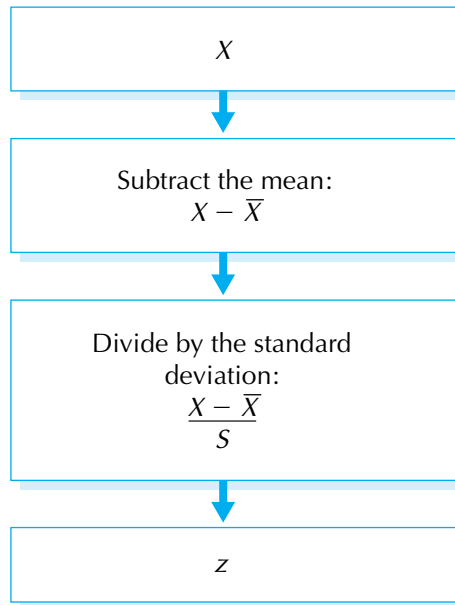 X
Subtract the mean:
X − X̅
Divide by the standard
deviation:
X − X̅
S
z